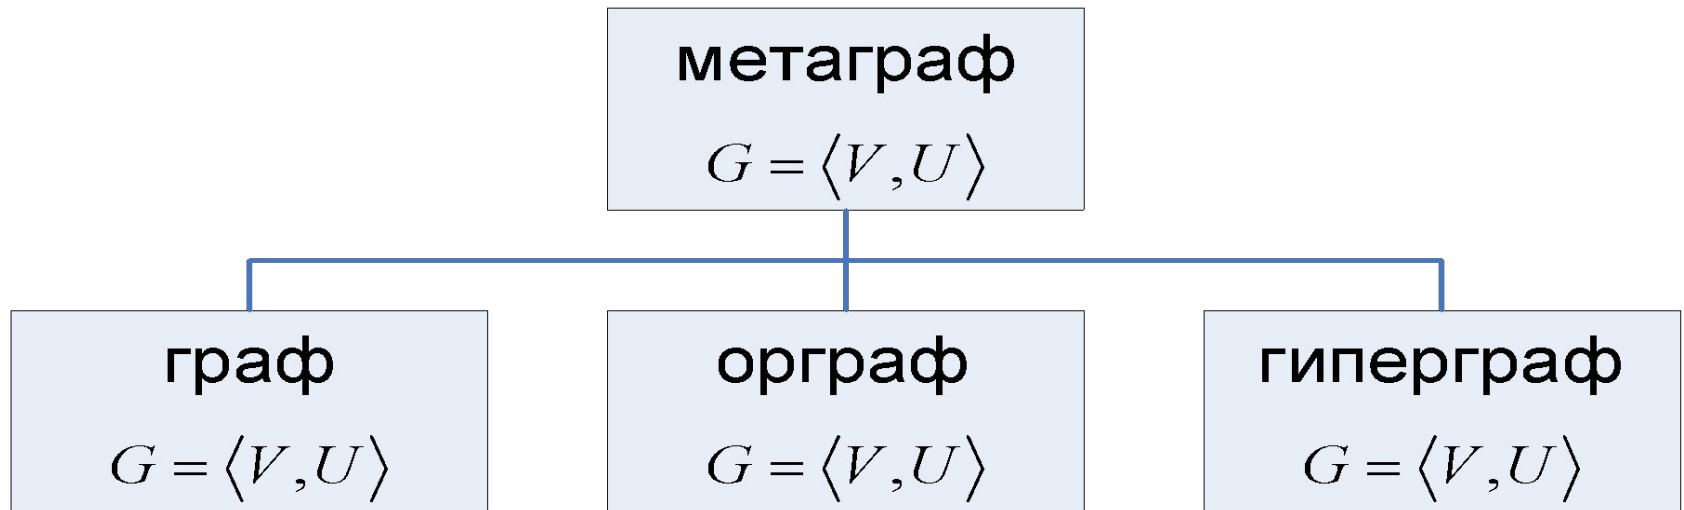 метаграф
G = ⟨V,U⟩
граф
G = ⟨V,U⟩
орграф
G = ⟨V,U⟩
гиперграф
G = ⟨V,U⟩